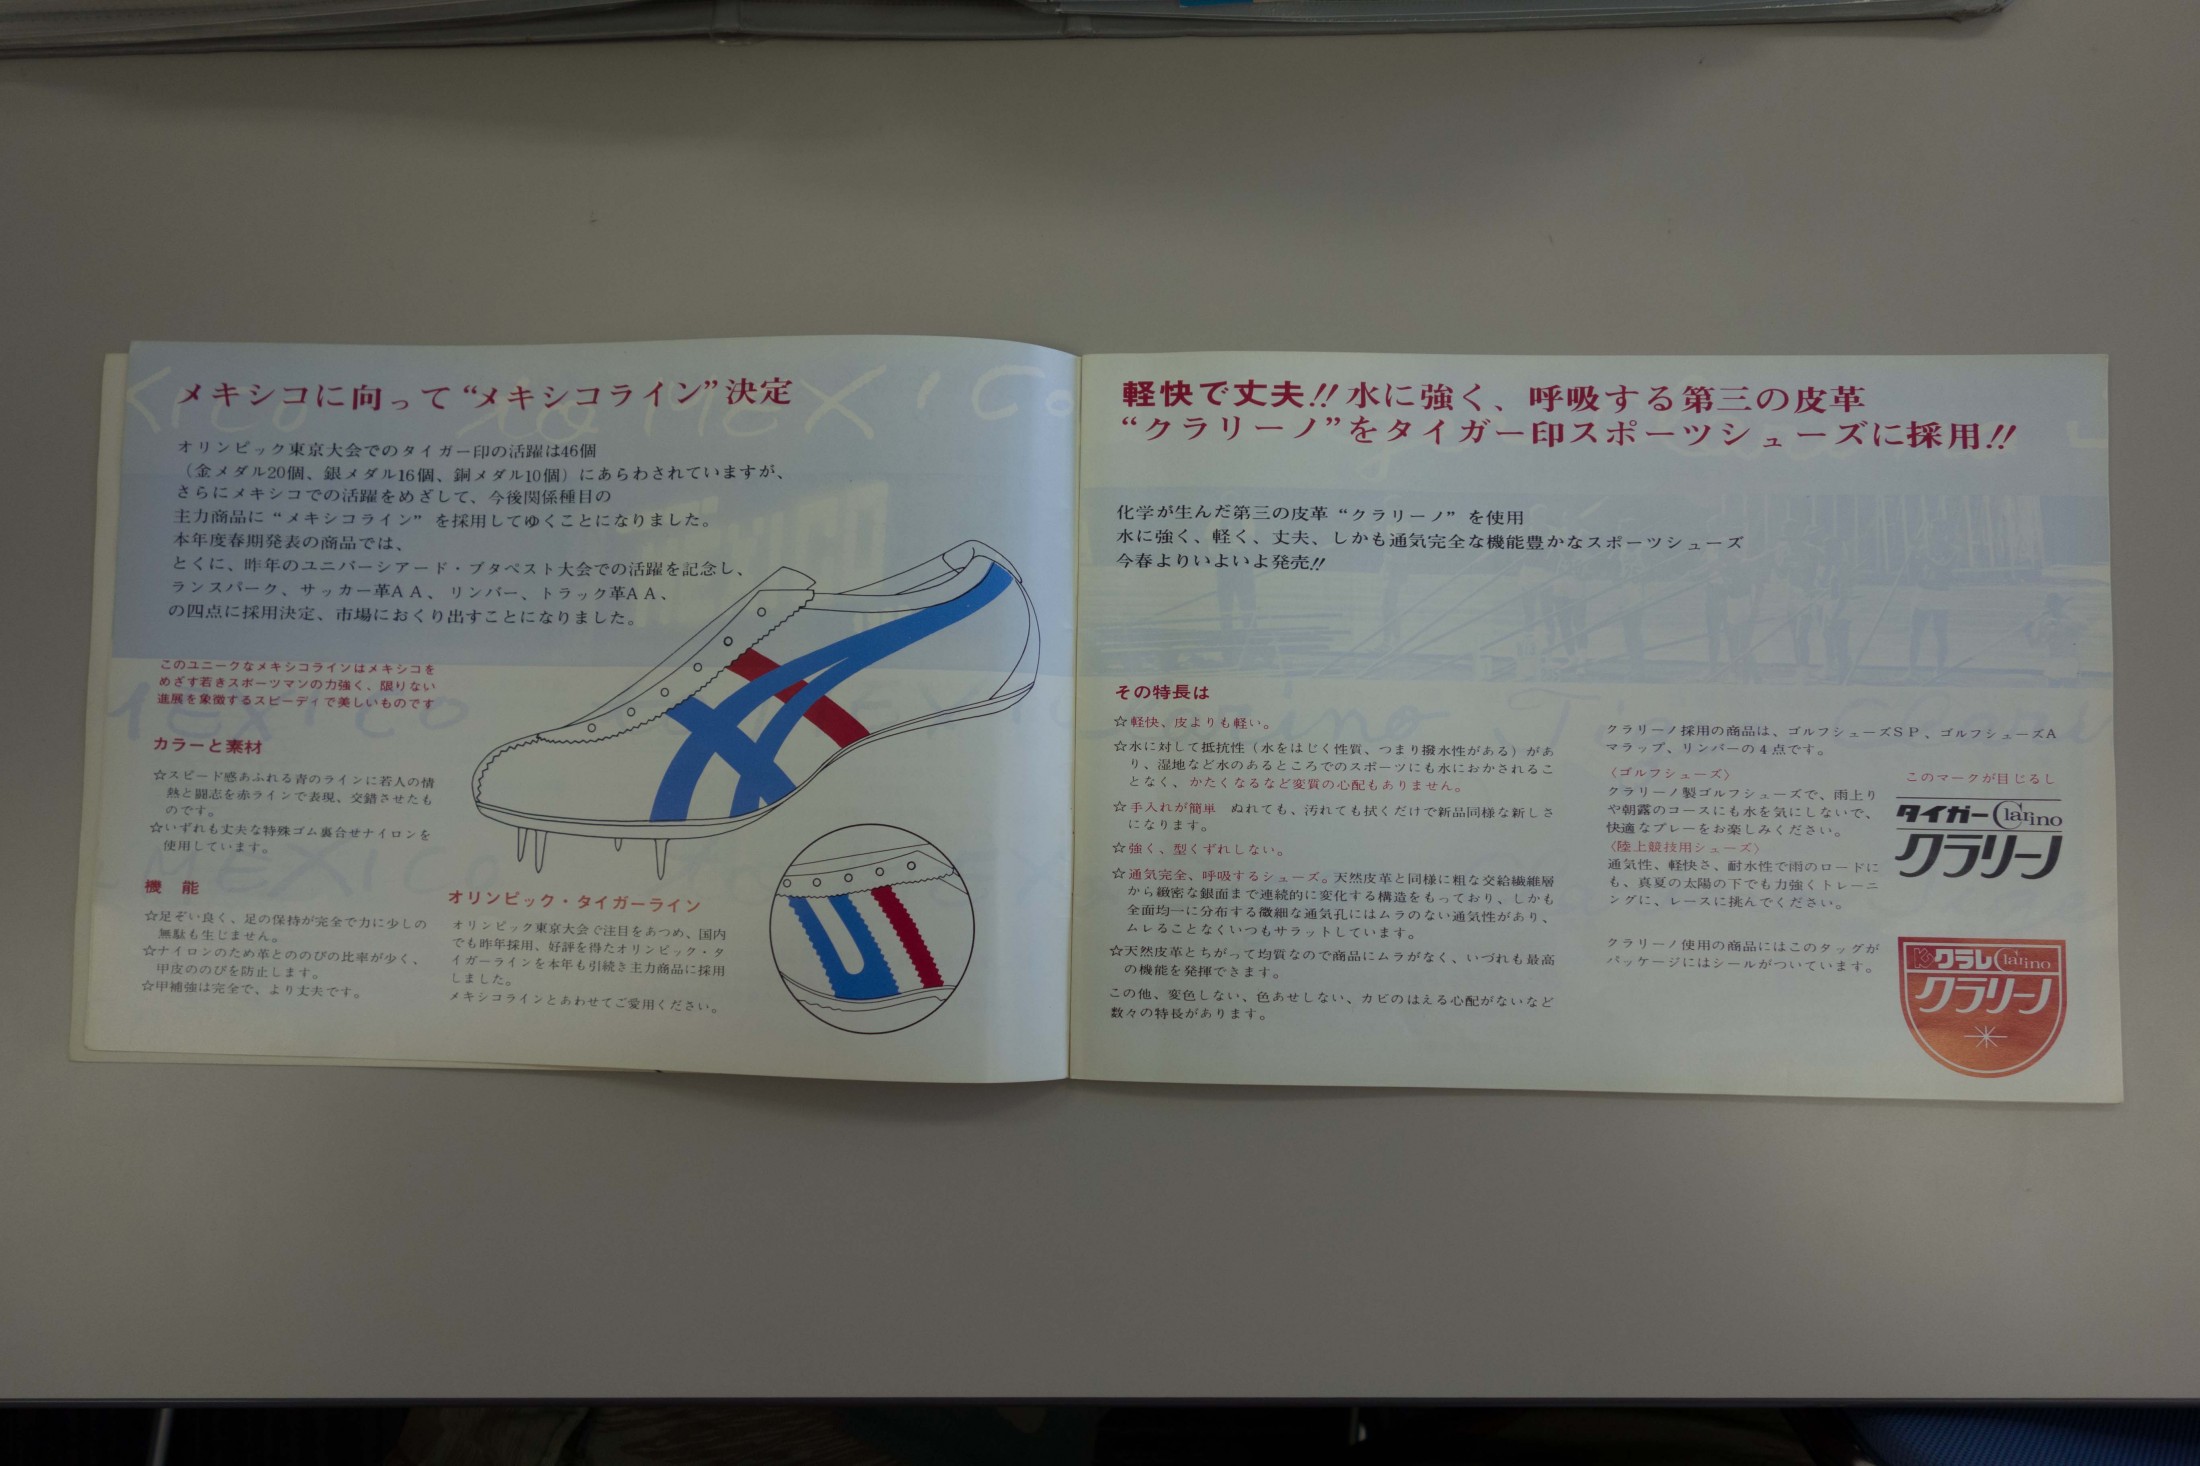 メキシコに向って“メキシコライン”決定
オリンピック東京大会でのタイガー印の活躍は46個
（金メダル20個、銀メダル16個、銅メダル10個）にあらわされていますが、
さらにメキシコでの活躍をめざして、今後関係種目の
主力商品に“メキシコライン”を採用してゆくことになりました。
本年度春期発表の商品では、
とくに、昨年のユニバーシアード・ブタペスト大会での活躍を記念し、
ランスパーク、サッカー革AA、リンバー、トラック革AA、
の四点に採用決定、市場におくり出すことになりました。
このユニークなメキシコラインはメキシコを
めざす若きスポーツマンの力強く、限りない
進展を象徴するスピーディで美しいものです
カラーと素材
☆スピード感あふれる青のラインに若人の情
熱と闘志を赤ラインで表現、交錯させたも
のです。
☆いずれも丈夫な特殊ゴム裏合せナイロンを
使用しています。
機 能
☆足ぞい良く、足の保持が完全で力に少しの
無駄も生じません。
☆ナイロンのため革とののびの比率が少く、
甲皮ののびを防止します。
☆甲補強は完全で、より丈夫です。
オリンピック・タイガーライン
オリンピック東京大会で注目をあつめ、国内
でも昨年採用、好評を得たオリンピック・タ
イガーラインを本年も引続き主力商品に採用
しました。
メキシコラインとあわせてご愛用ください。
軽快で丈夫!!水に強く、呼吸する第三の皮革
“クラリーノ”をタイガー印スポーツシューズに採用!!
化学が生んだ第三の皮革“クラリーノ”を使用
水に強く、軽く、丈夫、しかも通気完全な機能豊かなスポーツシューズ
今春よりいよいよ発売!!
その特長は
☆軽快、皮よりも軽い。
☆水に対して抵抗性（水をはじく性質、つまり撥水性がある）があ
り、湿地など水のあるところでのスポーツにも水におかされるこ
となく、かたくなるなど変質の心配もありません。
☆手入れが簡単　ぬれても、汚れても拭くだけで新品同様な新しさ
になります。
☆強く、型くずれしない。
☆通気完全、呼吸するシューズ。天然皮革と同様に粗な交絡繊維層
から緻密な銀面まで連続的に変化する構造をもっており、しかも
全面均一に分布する微細な通気孔にはムラのない通気性があり、
ムレることなくいつもサラットしています。
☆天然皮革とちがって均質なので商品にムラがなく、いづれも最高
の機能を発揮できます。
この他、変色しない、色あせしない、カビのはえる心配がないなど
数々の特長があります。
クラリーノ採用の商品は、ゴルフシューズSP、ゴルフシューズA
マラップ、リンバーの4点です。
〈ゴルフシューズ〉
クラリーノ製ゴルフシューズで、雨上り
や朝露のコースにも水を気にしないで、
快適なプレーをお楽しみください。
〈陸上競技用シューズ〉
通気性、軽快さ、耐水性で雨のロードに
も、真夏の太陽の下でも力強くトレーニ
ングに、レースに挑んでください。
クラリーノ使用の商品にはこのタッグが
パッケージにはシールがついています。
このマークが目じるし
タイガー Clarino
クラリーノ
クラレ Clarino
クラリーノ